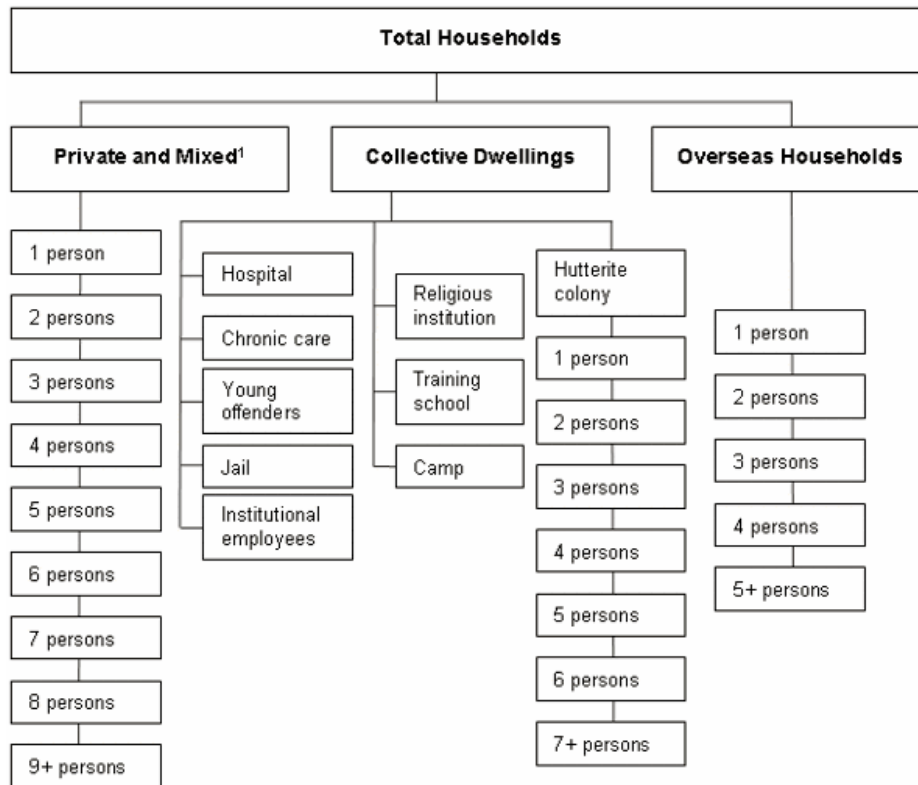 Total Households
Private and Mixed¹
Collective Dwellings
Overseas Households
1 person
2 persons
3 persons
4 persons
5 persons
6 persons
7 persons
8 persons
9+ persons
Hospital
Chronic care
Young
offenders
Jail
Institutional
employees
Religious
institution
Training
school
Camp
Hutterite
colony
1 person
2 persons
3 persons
4 persons
5 persons
6 persons
7+ persons
1 person
2 persons
3 persons
4 persons
5+ persons